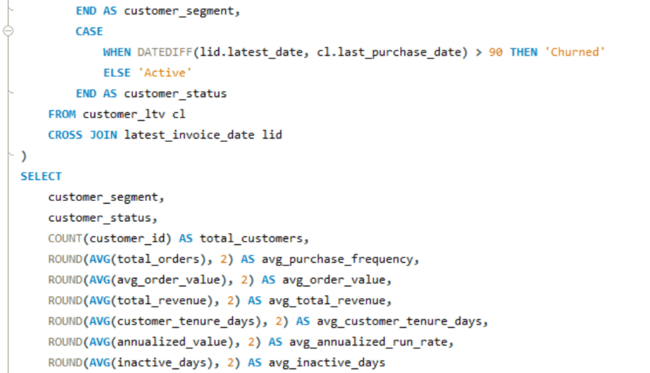 END AS customer_segment,
CASE
WHEN DATEDIFF(lid.latest_date, cl.last_purchase_date) > 90 THEN 'Churned'
ELSE 'Active'
END AS customer_status
FROM customer_ltv cl
CROSS JOIN latest_invoice_date lid
)
SELECT
customer_segment,
customer_status,
COUNT(customer_id) AS total_customers,
ROUND(AVG(total_orders), 2) AS avg_purchase_frequency,
ROUND(AVG(avg_order_value), 2) AS avg_order_value,
ROUND(AVG(total_revenue), 2) AS avg_total_revenue,
ROUND(AVG(customer_tenure_days), 2) AS avg_customer_tenure_days,
ROUND(AVG(annualized_value), 2) AS avg_annualized_run_rate,
ROUND(AVG(inactive_days), 2) AS avg_inactive_days